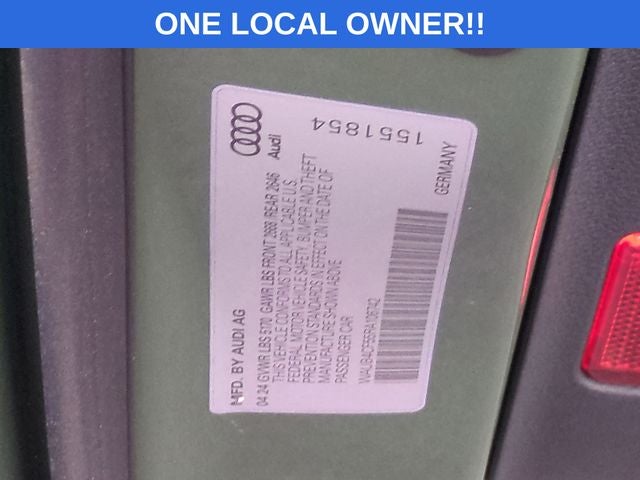 ONE LOCAL OWNER!!
MFD. BY AUDI AG
04 24 GVWR LBS 5170 GAWR LBS FRONT 2668 REAR 2646
THIS VEHICLE CONFORMS TO ALL APPLICABLE U.S.
FEDERAL MOTOR VEHICLE SAFETY, BUMPER AND THEFT
PREVENTION STANDARDS IN EFFECT ON THE DATE OF
MANUFACTURE SHOWN ABOVE
PASSENGER CAR
WAUB4CF55RA106742
Audi
GERMANY
1551854